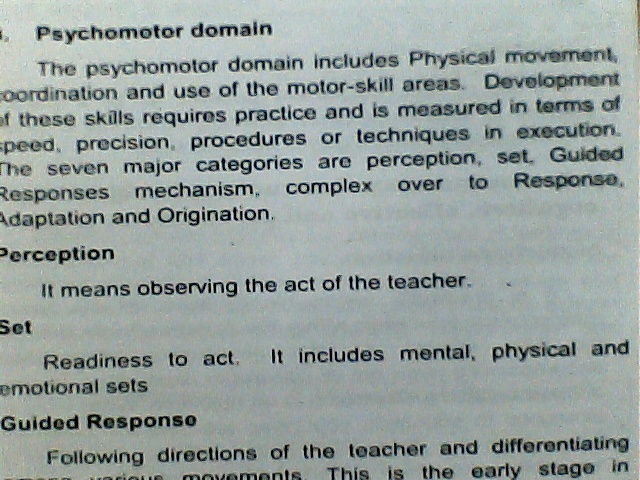 Psychomotor domain
The psychomotor domain includes Physical movement,
coordination and use of the motor-skill areas. Development
of these skills requires practice and is measured in terms of
speed, precision, procedures or techniques in execution.
The seven major categories are perception, set, Guided
Responses mechanism, complex over to Response,
Adaptation and Origination.
Perception
It means observing the act of the teacher.
Set
Readiness to act. It includes mental, physical and
emotional sets
Guided Response
Following directions of the teacher and differentiating
among various movements. This is the early stage in